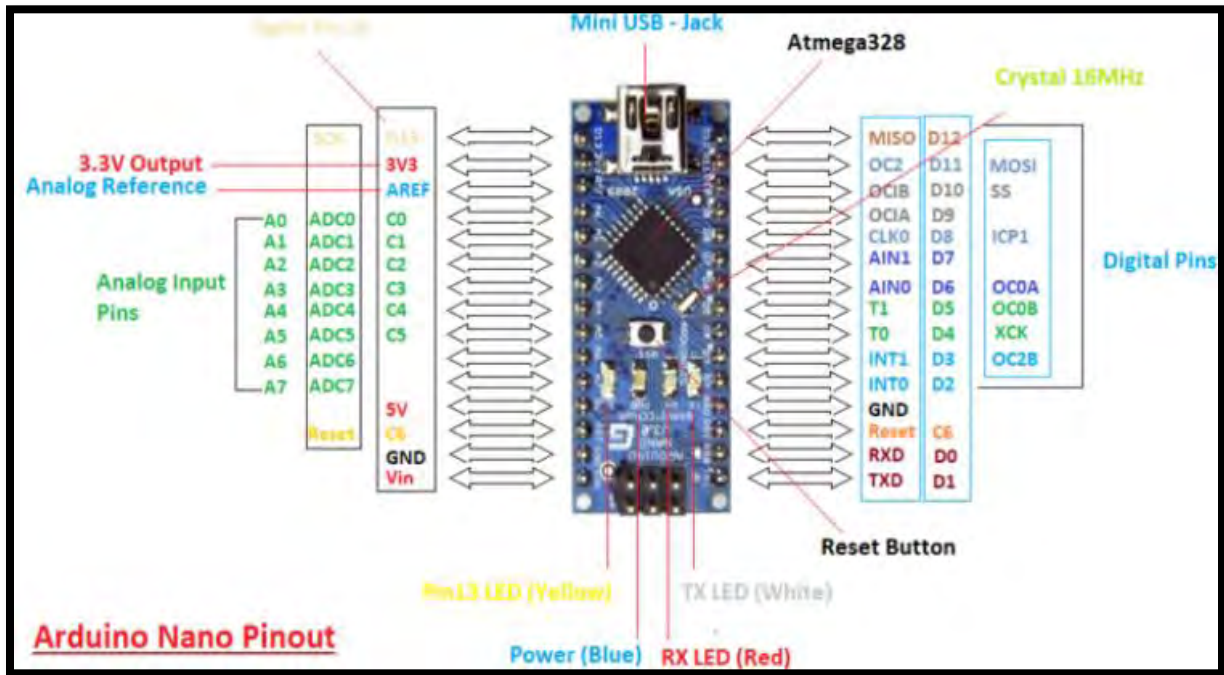 Mini USB - Jack
Atmega328
Crystal 16MHz
SCK
3.3V Output 3V3
Analog Reference AREF
A0 ADC0 C0
A1 ADC1 C1
A2 ADC2 C2
A3 ADC3 C3
A4 ADC4 C4
A5 ADC5 C5
A6 ADC6
A7 ADC7
Analog Input
Pins
5V
Reset C6
GND
Vin
MISO D12
OC2 D11 MOSI
OCIB D10 SS
OCIA D9
CLK0 D8 ICP1
AIN1 D7
AIN0 D6 OC0A
T1 D5 OC0B
T0 D4 XCK
INT1 D3 OC2B
INT0 D2
GND
Reset C6
RXD D0
TXD D1
Digital Pins
Reset Button
Pin13 LED (Yellow)
TX LED (White)
Power (Blue)
RX LED (Red)
Arduino Nano Pinout